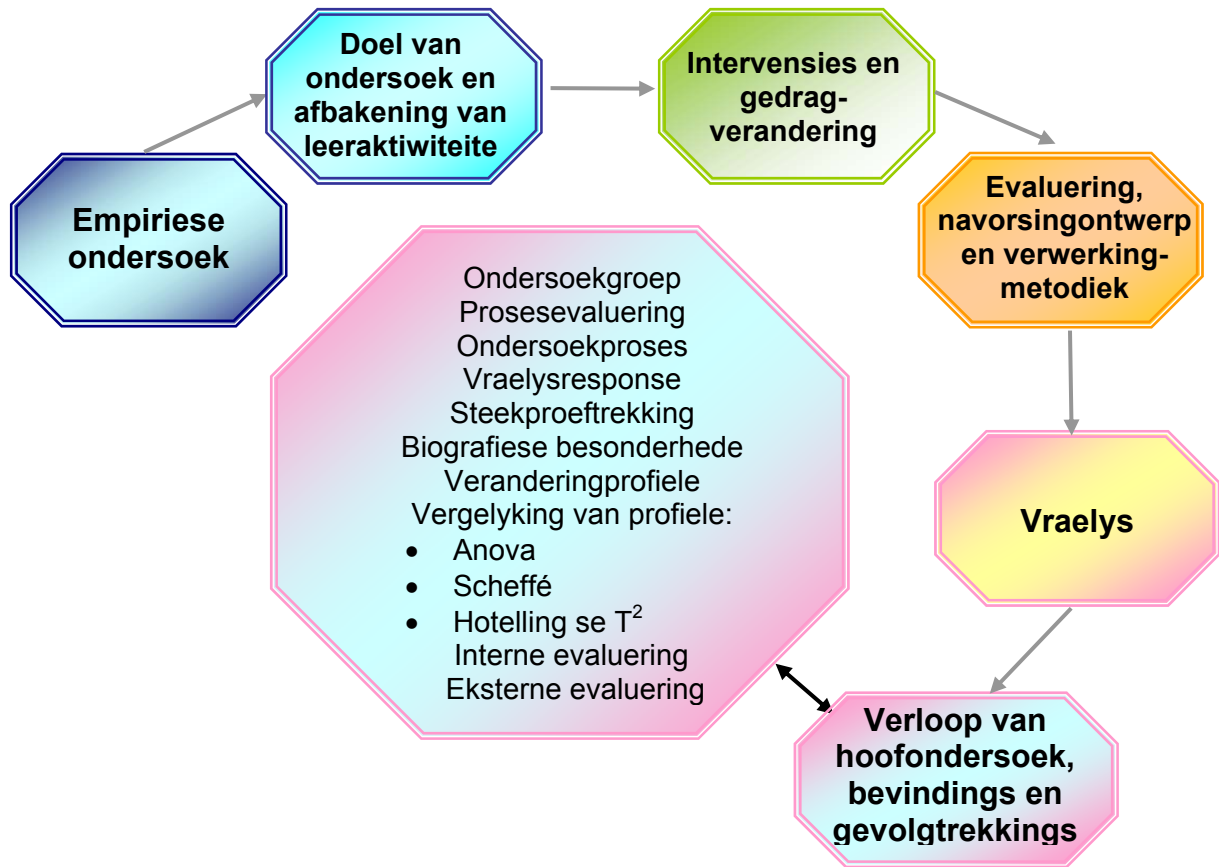 Empiriese
ondersoek
Doel van
ondersoek en
afbakening van
leeraktiwiteite
Intervensies en
gedrag-
verandering
Evaluering,
navorsingontwerp
en verwerking-
metodiek
Vraelys
Verloop van
hoofondersoek,
bevindings en
gevolgtrekkings
Ondersoekgroep
Prosesevaluering
Ondersoekproses
Vraelysresponse
Steekproeftrekking
Biografiese besonderhede
Veranderingprofiele
Vergelyking van profiele:
• Anova
• Scheffé
• Hotelling se T²
Interne evaluering
Eksterne evaluering